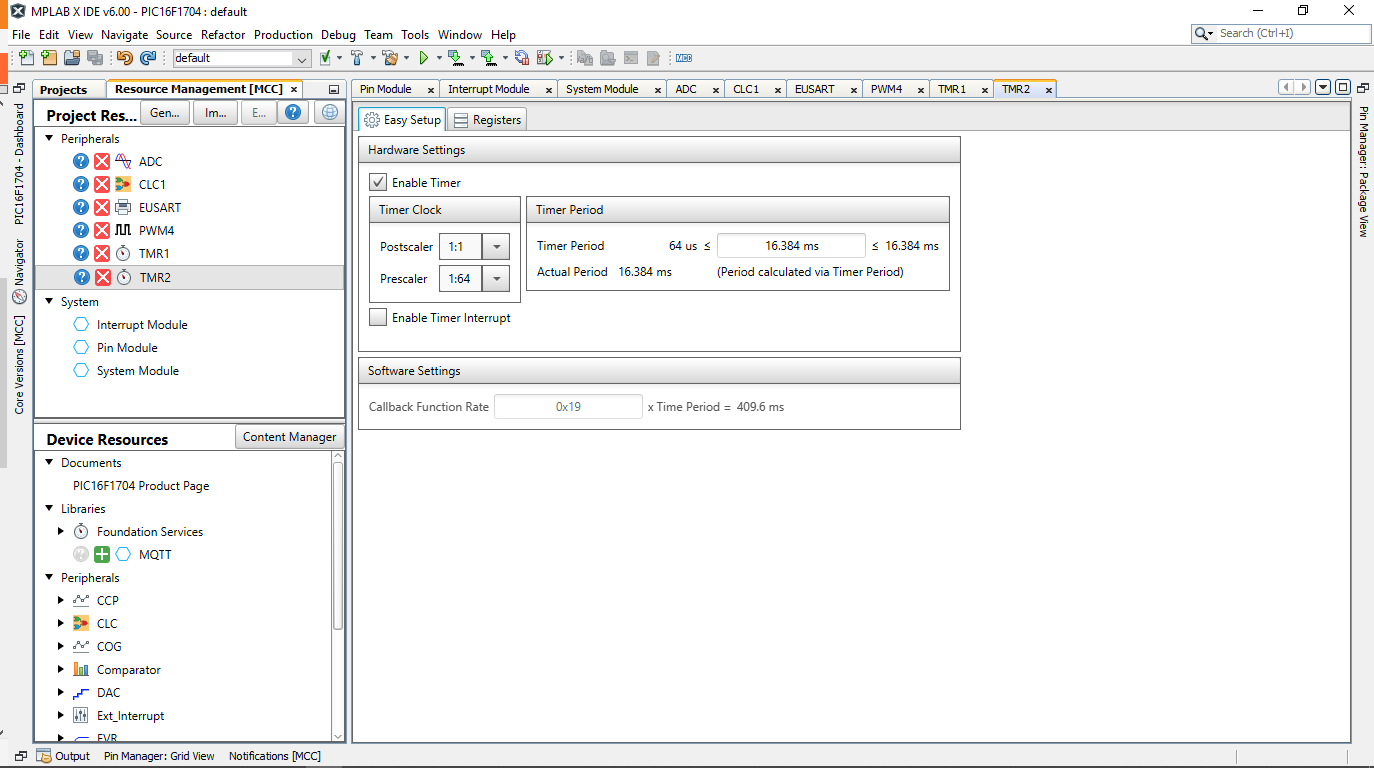 MPLAB X IDE v6.00 - PIC16F1704 : default
File Edit View Navigate Source Refactor Production Debug Team Tools Window Help
Search (Ctrl+I)
default
Projects
Resource Management [MCC]
Pin Module
Interrupt Module
System Module
ADC
CLC1
EUSART
PWM4
TMR1
TMR2
PIC16F1704 - Dashboard
Navigator
Core Versions [MCC]
Project Res...
Gen...
Im...
E...
Peripherals
ADC
CLC1
EUSART
PWM4
TMR1
TMR2
System
Interrupt Module
Pin Module
System Module
Device Resources
Content Manager
Documents
PIC16F1704 Product Page
Libraries
Foundation Services
MQTT
Peripherals
CCP
CLC
COG
Comparator
DAC
Ext_Interrupt
FVR
Easy Setup
Registers
Hardware Settings
Enable Timer
Timer Clock
Postscaler 1:1
Prescaler 1:64
Timer Period
Timer Period 64 us ≤ 16.384 ms ≤ 16.384 ms
Actual Period 16.384 ms (Period calculated via Timer Period)
Enable Timer Interrupt
Software Settings
Callback Function Rate 0x19 x Time Period = 409.6 ms
Pin Manager: Package View
Output
Pin Manager: Grid View
Notifications [MCC]